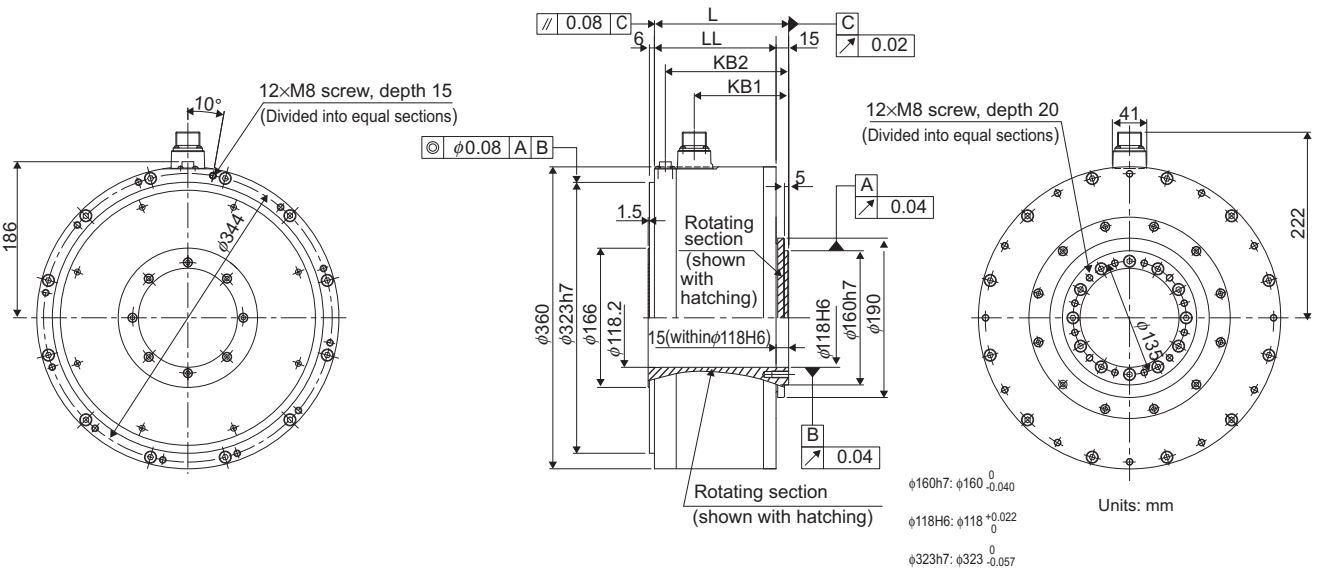 // 0.08 C
L
C
↗ 0.02
6
LL
15
KB2
KB1
12×M8 screw, depth 15
(Divided into equal sections)
10°
◎ φ0.08 A B
186
φ344
1.5
5
A
↗ 0.04
Rotating
section
(shown
with
hatching)
φ360
φ323h7
φ166
φ118.2
15(withinφ118H6)
φ118H6
φ160h7
φ190
B
↗ 0.04
Rotating section
(shown with hatching)
12×M8 screw, depth 20
(Divided into equal sections)
41
222
φ135
φ160h7: φ160 0 -0.040
φ118H6: φ118 +0.022 0
φ323h7: φ323 0 -0.057
Units: mm